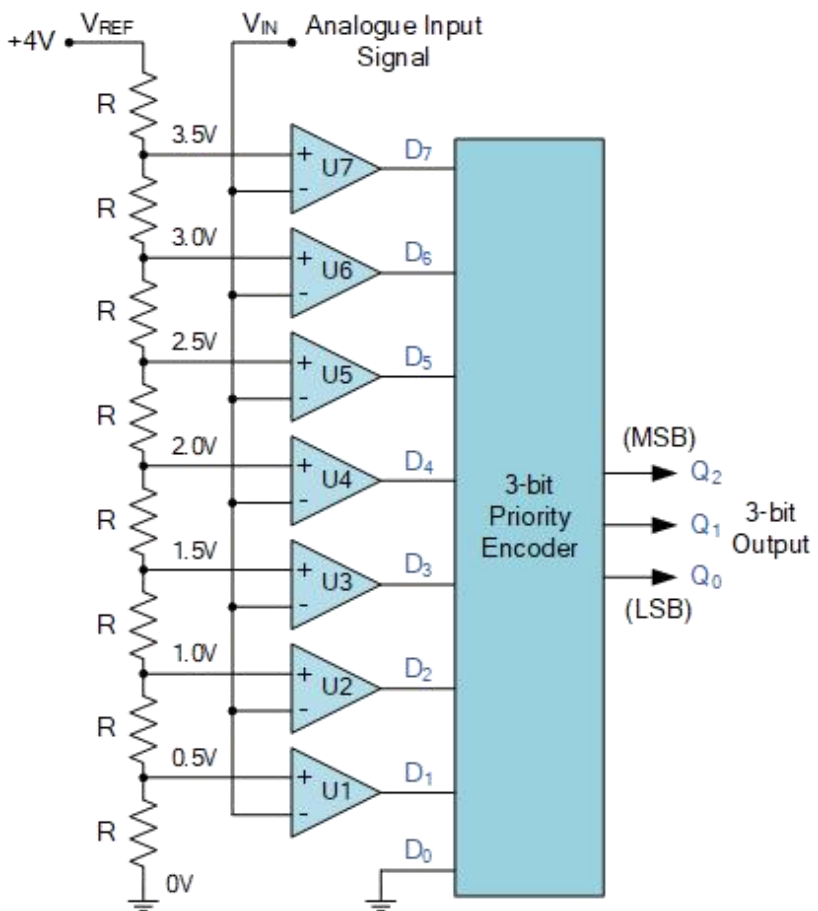 V_REF
+4V
V_IN
Analogue Input
Signal
R
3.5V
+
-
U7
D₇
R
3.0V
+
-
U6
D₆
R
2.5V
+
-
U5
D₅
R
2.0V
+
-
U4
D₄
R
1.5V
+
-
U3
D₃
R
1.0V
+
-
U2
D₂
R
0.5V
+
-
U1
D₁
R
0V
D₀
3-bit
Priority
Encoder
(MSB)
Q₂
Q₁
Q₀
(LSB)
3-bit
Output